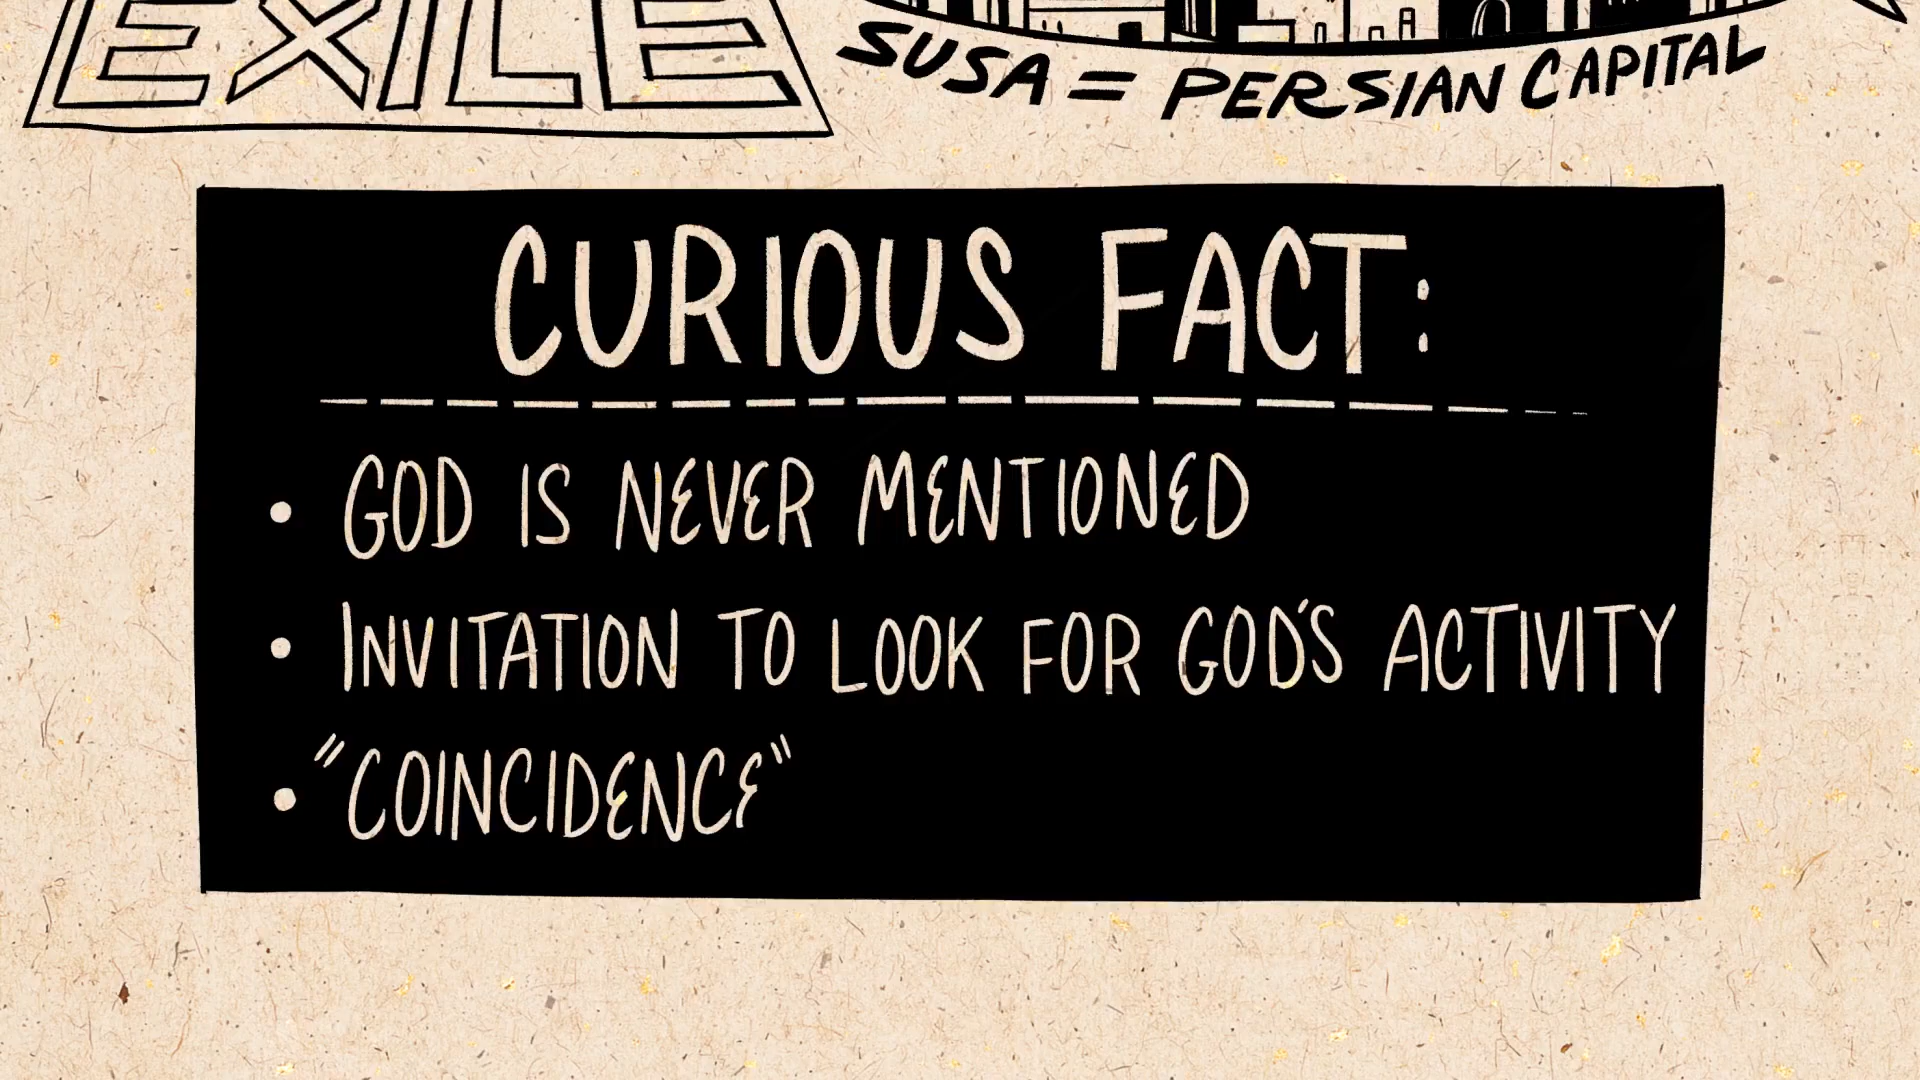 EXILE
SUSA = PERSIAN CAPITAL
CURIOUS FACT:
• GOD IS NEVER MENTIONED
• INVITATION TO LOOK FOR GOD'S ACTIVITY
• "COINCIDENCE"